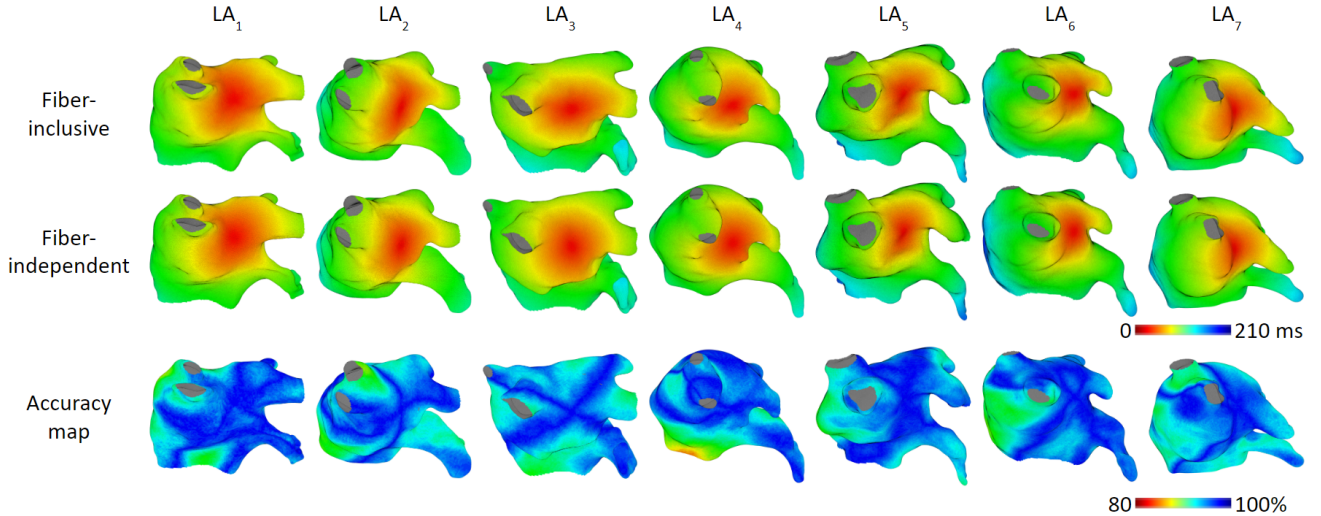 LA1 LA2 LA3 LA4 LA5 LA6 LA7
Fiber-
inclusive
Fiber-
independent
0 210 ms
Accuracy
map
80 100%